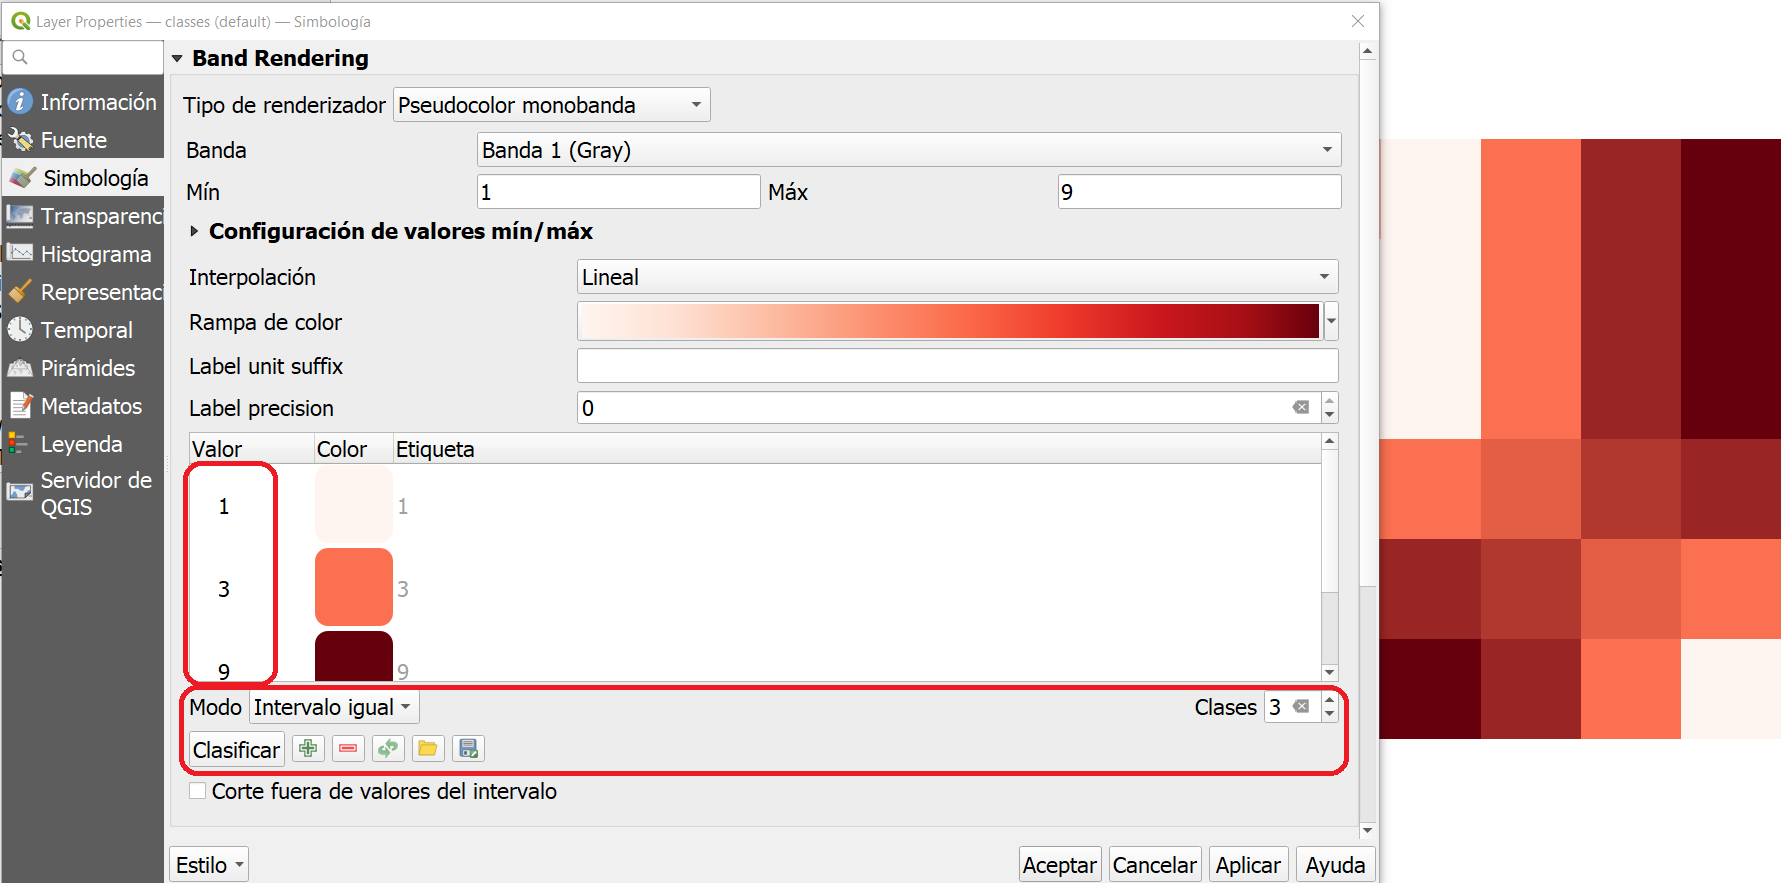 Layer Properties — classes (default) — Simbología
Información
Fuente
Simbología
Transparenci
Histograma
Representaci
Temporal
Pirámides
Metadatos
Leyenda
Servidor de
QGIS
Band Rendering
Tipo de renderizador Pseudocolor monobanda
Banda Banda 1 (Gray)
Mín 1 Máx 9
Configuración de valores mín/máx
Interpolación Lineal
Rampa de color
Label unit suffix
Label precision 0
Valor Color Etiqueta
1 1
3 3
9 9
Modo Intervalo igual Clases 3
Clasificar
Corte fuera de valores del intervalo
Estilo Aceptar Cancelar Aplicar Ayuda